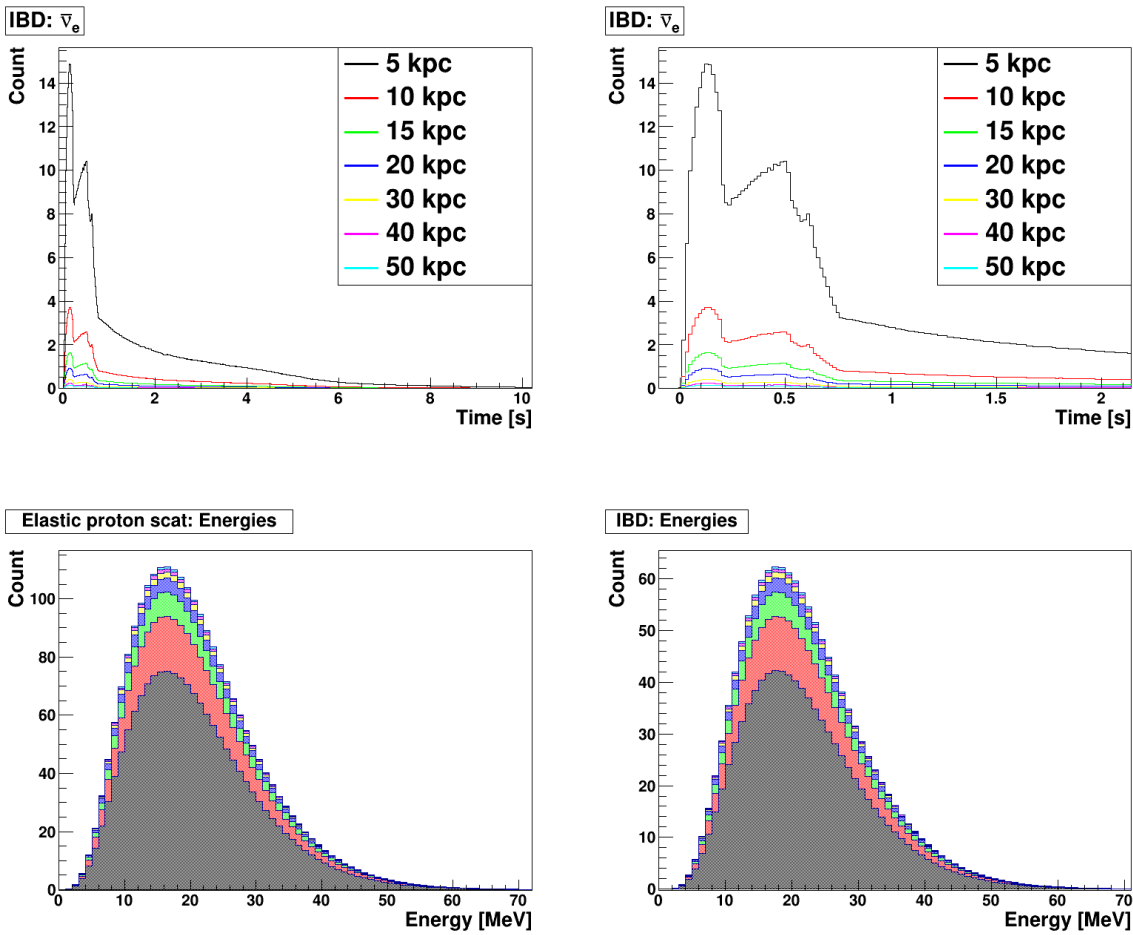 IBD: ν̅e
Count
14
12
10
8
6
4
2
0
0 2 4 6 8 10
Time [s]
5 kpc
10 kpc
15 kpc
20 kpc
30 kpc
40 kpc
50 kpc
IBD: ν̅e
Count
14
12
10
8
6
4
2
0
0 0.5 1 1.5 2
Time [s]
5 kpc
10 kpc
15 kpc
20 kpc
30 kpc
40 kpc
50 kpc
Elastic proton scat: Energies
Count
100
80
60
40
20
0
0 10 20 30 40 50 60 70
Energy [MeV]
IBD: Energies
Count
60
50
40
30
20
10
0
0 10 20 30 40 50 60 70
Energy [MeV]